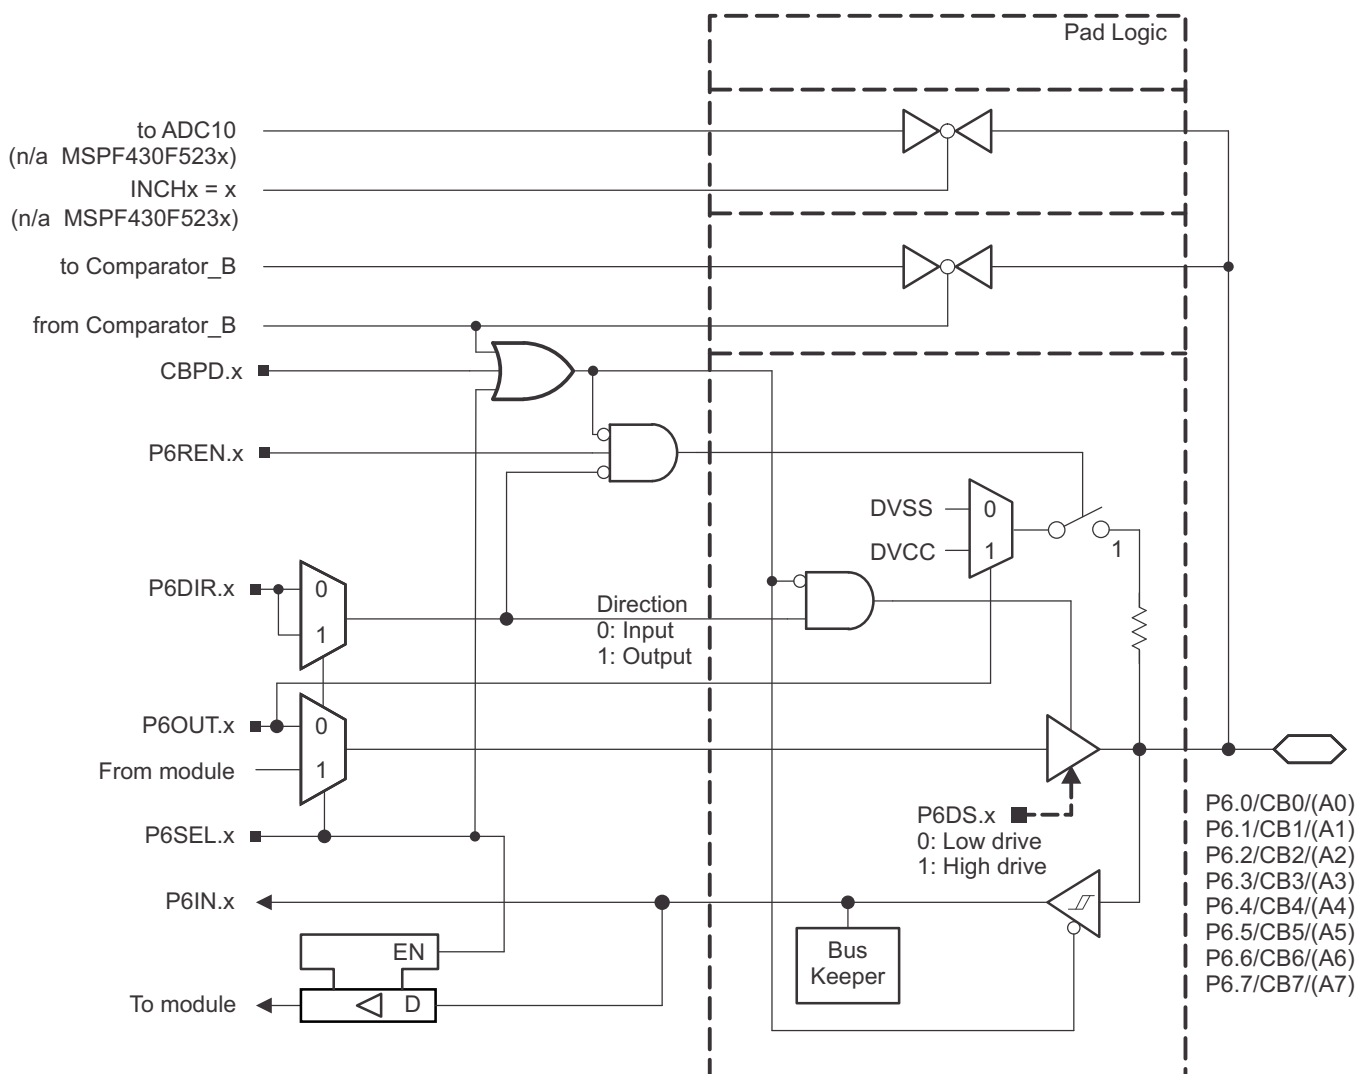 Pad Logic
to ADC10
(n/a MSPF430F523x)
INCHx = x
(n/a MSPF430F523x)
to Comparator_B
from Comparator_B
CBPD.x
P6REN.x
DVSS
0
DVCC
1
1
P6DIR.x
0
1
Direction
0: Input
1: Output
P6OUT.x
0
From module
1
P6SEL.x
P6DS.x
0: Low drive
1: High drive
P6.0/CB0/(A0)
P6.1/CB1/(A1)
P6.2/CB2/(A2)
P6.3/CB3/(A3)
P6.4/CB4/(A4)
P6.5/CB5/(A5)
P6.6/CB6/(A6)
P6.7/CB7/(A7)
P6IN.x
Bus
Keeper
EN
To module
D